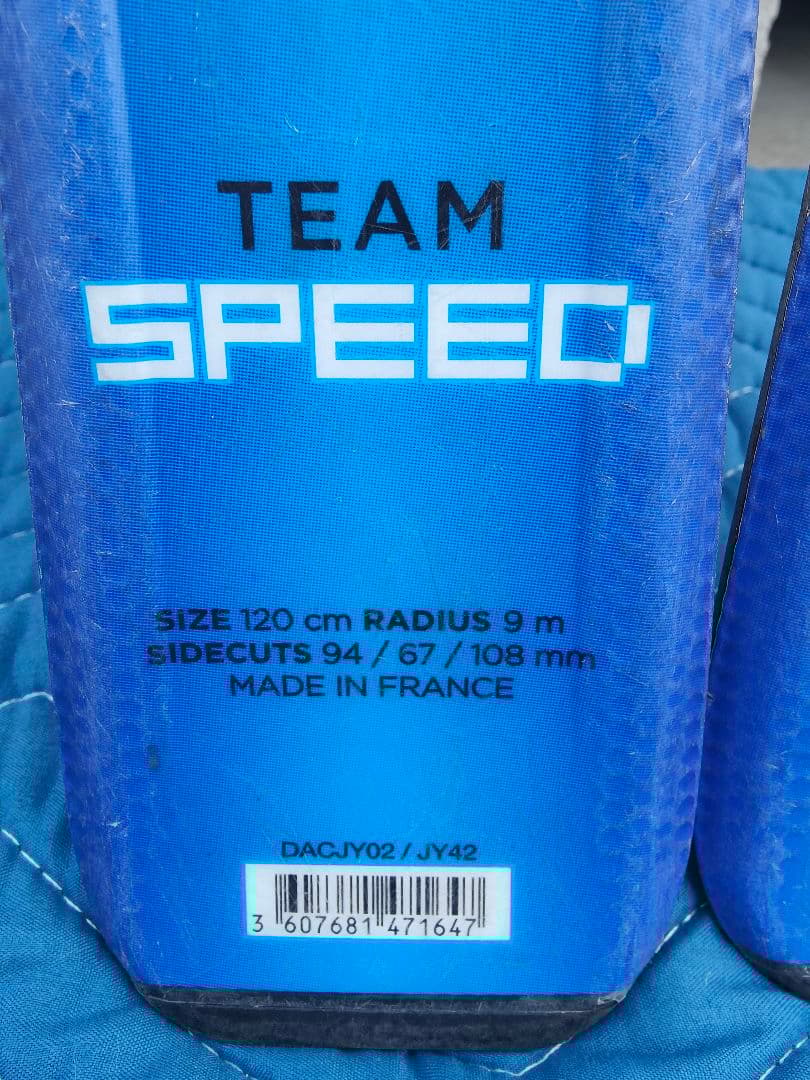 TEAM
SPEED
SIZE 120 cm RADIUS 9 m
SIDECUTS 94 / 67 / 108 mm
MADE IN FRANCE
DACJY02 / JY42
3 607681 471647